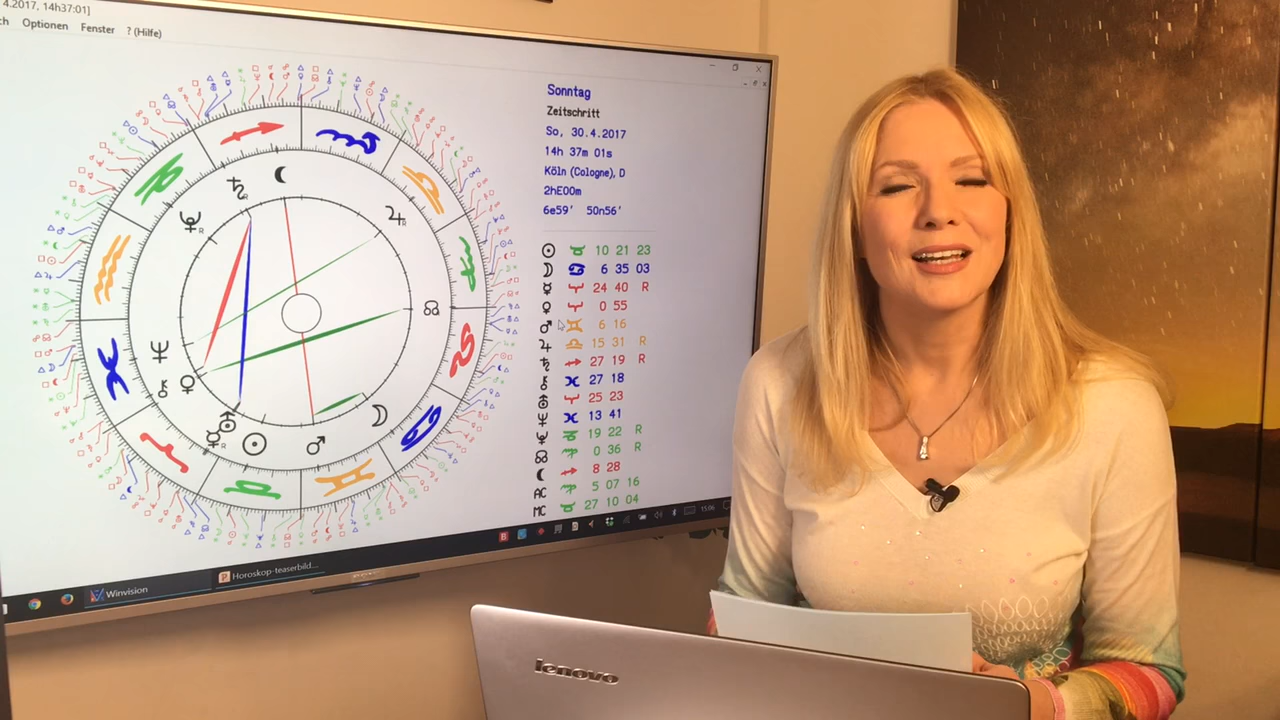 4.2017, 14h37:01]
ch Optionen Fenster ? (Hilfe)
Sonntag
Zeitschritt
So, 30.4.2017
14h 37m 01s
Köln (Cologne), D
2hE00m
6e59' 50n56'
☉ ♉ 10 21 23
☽ ♋ 6 35 03
☿ ♈ 24 40 R
♀ ♈ 0 55
♂ ♊ 6 16
♃ ♎ 15 31 R
♄ ♐ 27 19 R
⚷ ♓ 27 18
⛢ ♈ 25 23
♆ ♓ 13 41
♇ ♑ 19 22 R
☊ ♍ 0 36 R
⚸ ♐ 8 28
AC ♍ 5 07 16
MC ♉ 27 10 04
R
R
R
R
15:06
Winvision
Horoskop-teaserbild...
lenovo